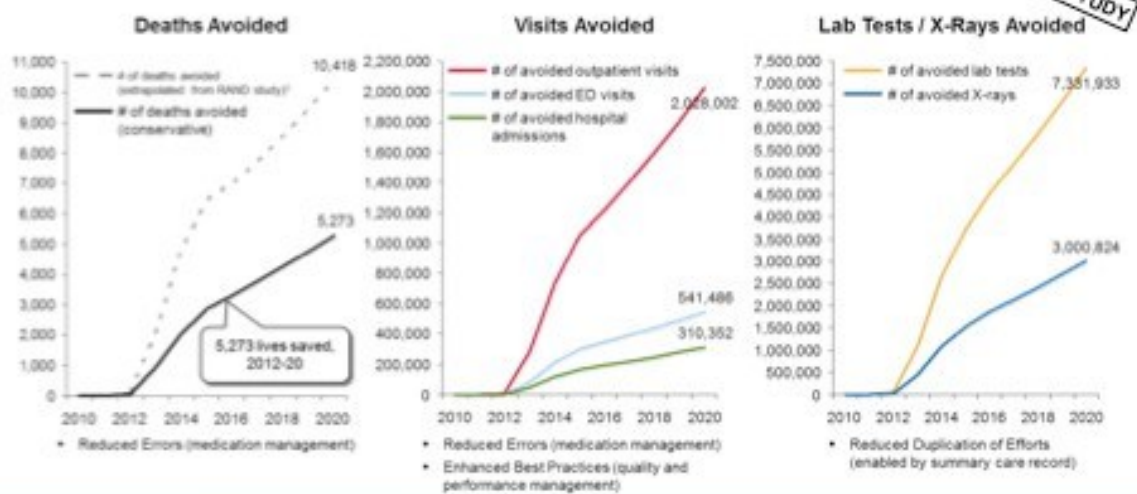 STUDY
Deaths Avoided
11,000
10,000
9,000
8,000
7,000
6,000
5,000
4,000
3,000
2,000
1,000
0
# of deaths avoided
(extrapolated from RAND study)
# of deaths avoided
(conservative)
10,418
5,273
5,273 lives saved,
2012-20
2010 2012 2014 2016 2018 2020
• Reduced Errors (medication management)
Visits Avoided
2,200,000
2,000,000
1,800,000
1,600,000
1,400,000
1,200,000
1,000,000
800,000
600,000
400,000
200,000
0
# of avoided outpatient visits
# of avoided ED visits
# of avoided hospital
admissions
2,028,002
541,486
310,352
2010 2012 2014 2016 2018 2020
• Reduced Errors (medication management)
• Enhanced Best Practices (quality and
performance management)
Lab Tests / X-Rays Avoided
7,500,000
7,000,000
6,500,000
6,000,000
5,500,000
5,000,000
4,500,000
4,000,000
3,500,000
3,000,000
2,500,000
2,000,000
1,500,000
1,000,000
500,000
0
# of avoided lab tests
# of avoided X-rays
7,331,933
3,000,824
2010 2012 2014 2016 2018 2020
• Reduced Duplication of Efforts
(enabled by summary care record)